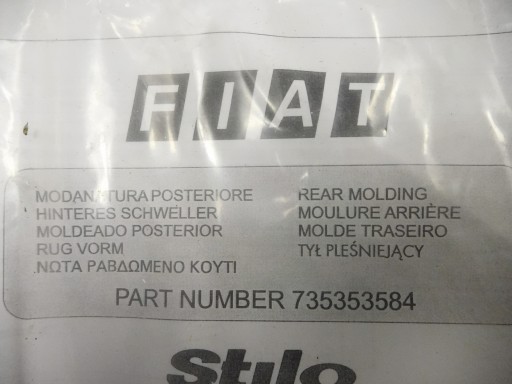 FIAT
MODANATURA POSTERIORE
HINTERES SCHWELLER
MOLDEADO POSTERIOR
RUG VORM
ΝΩΤΑ ΡΑΒΔΩΜΕΝΟ ΚΟΥΤΙ
REAR MOLDING
MOULURE ARRIÈRE
MOLDE TRASEIRO
TYŁ PLEŚNIEJĄCY
PART NUMBER 735353584
Stilo